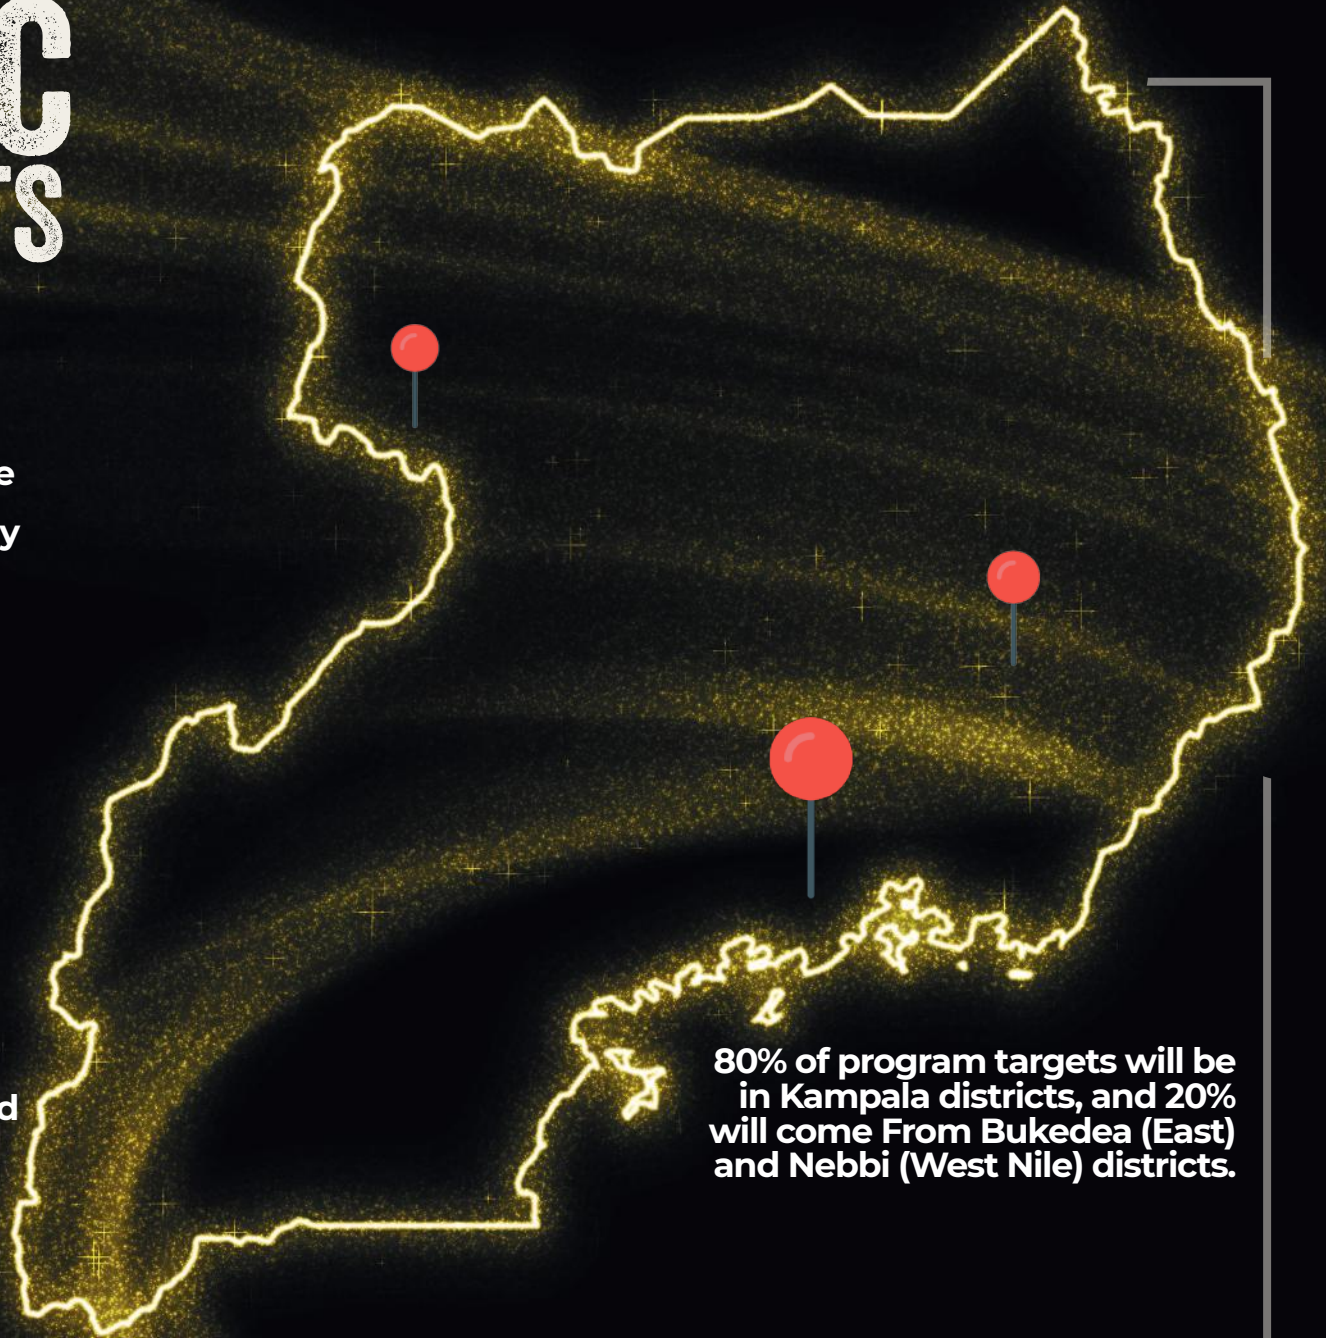 C
TS
e
y
d
80% of program targets will be
in Kampala districts, and 20%
will come From Bukedea (East)
and Nebbi (West Nile) districts.